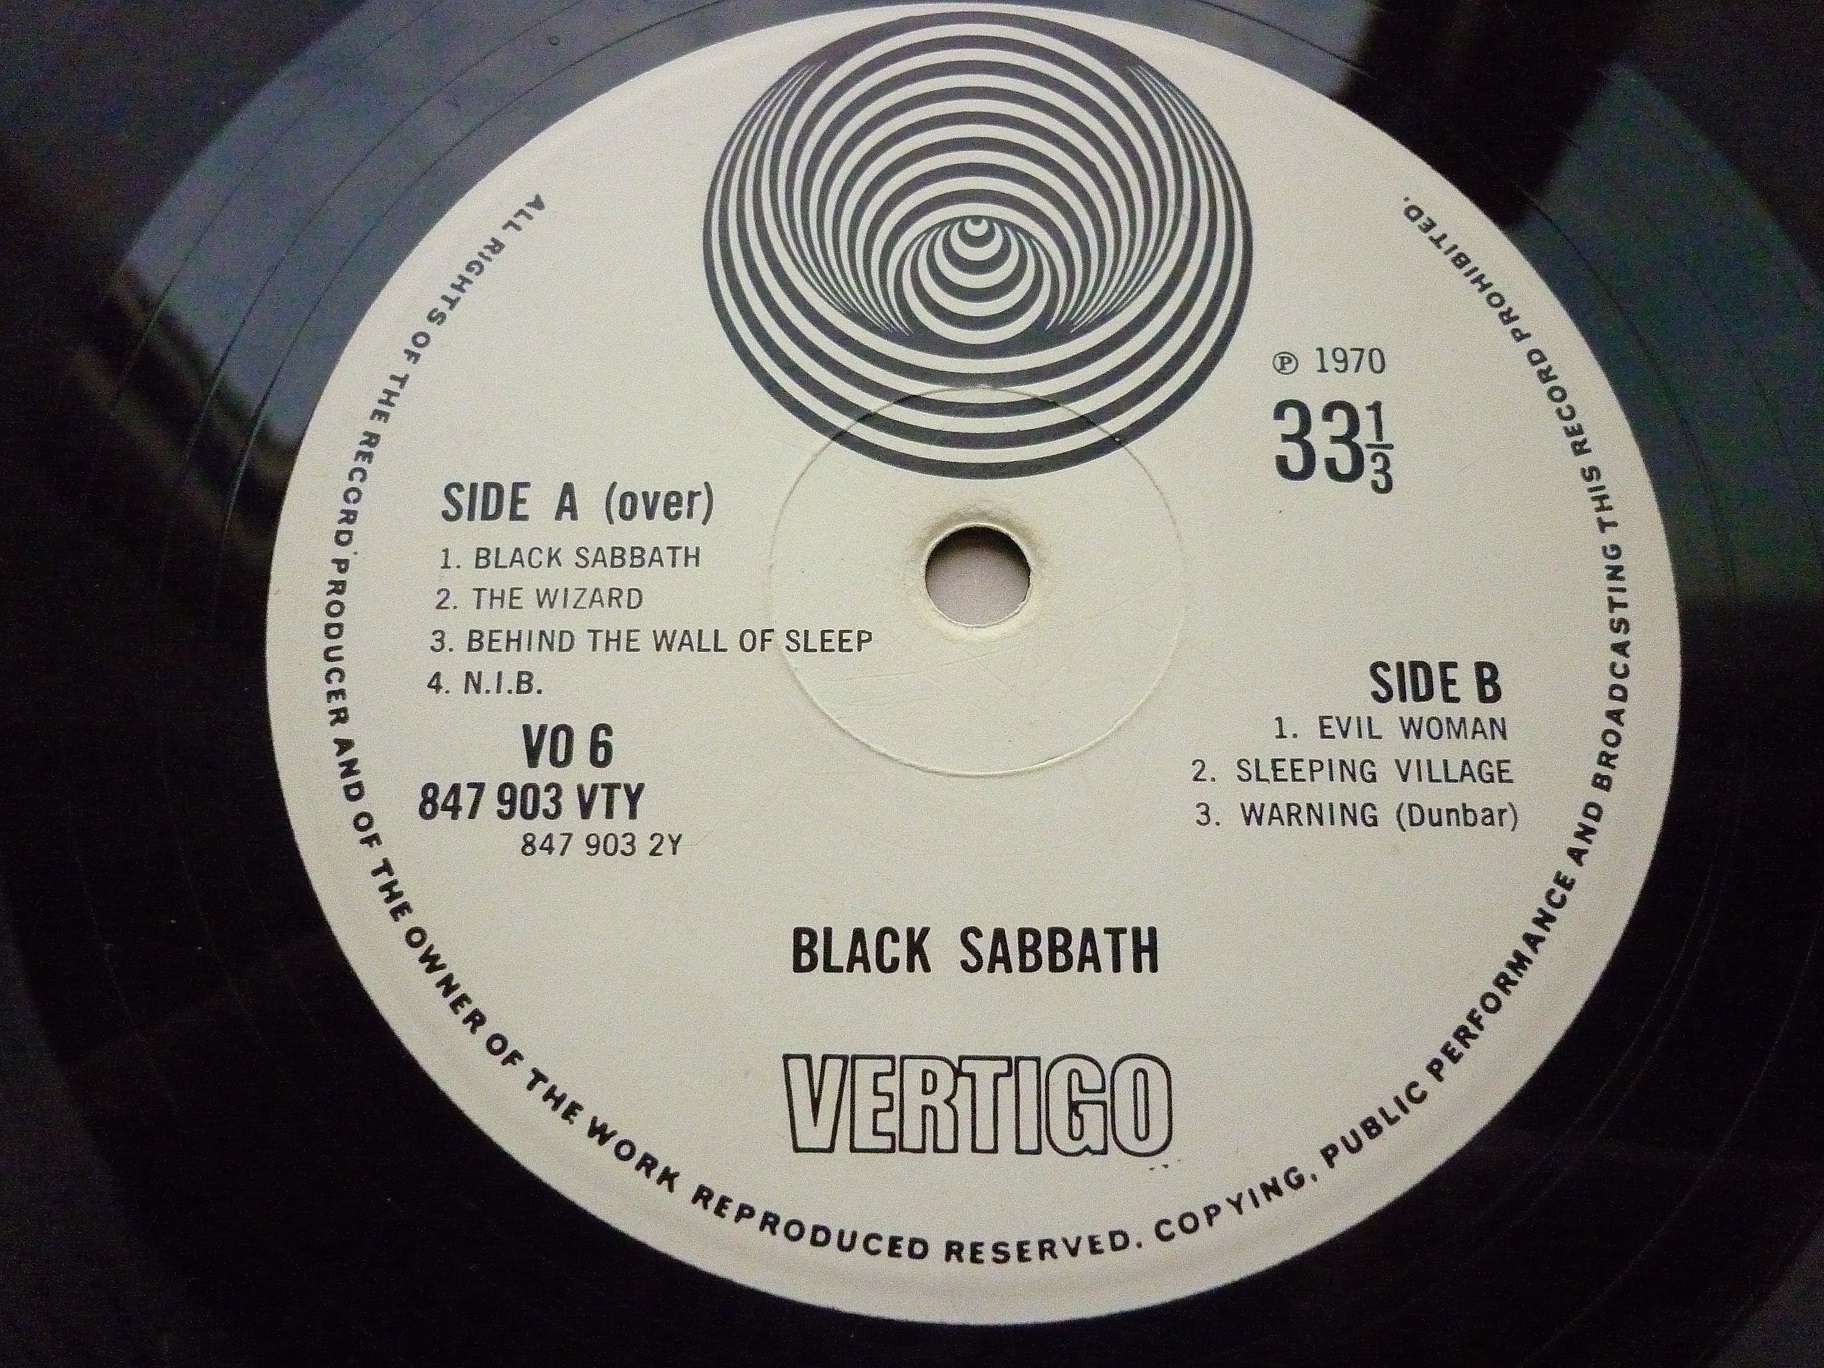 ALL RIGHTS OF THE RECORD PRODUCER AND OF THE OWNER OF THE WORK REPRODUCED RESERVED. COPYING, PUBLIC PERFORMANCE AND BROADCASTING THIS RECORD PROHIBITED.
℗ 1970
33 1/3
SIDE A (over)
1. BLACK SABBATH
2. THE WIZARD
3. BEHIND THE WALL OF SLEEP
4. N.I.B.
VO 6
847 903 VTY
847 903 2Y
SIDE B
1. EVIL WOMAN
2. SLEEPING VILLAGE
3. WARNING (Dunbar)
BLACK SABBATH
VERTIGO